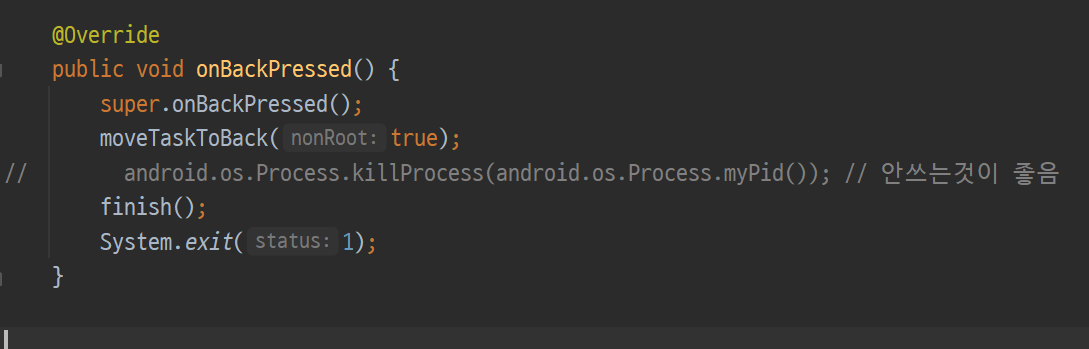 @Override
public void onBackPressed() {
super.onBackPressed();
moveTaskToBack( nonRoot: true);
// android.os.Process.killProcess(android.os.Process.myPid()); // 안쓰는것이 좋음
finish();
System.exit( status: 1);
}